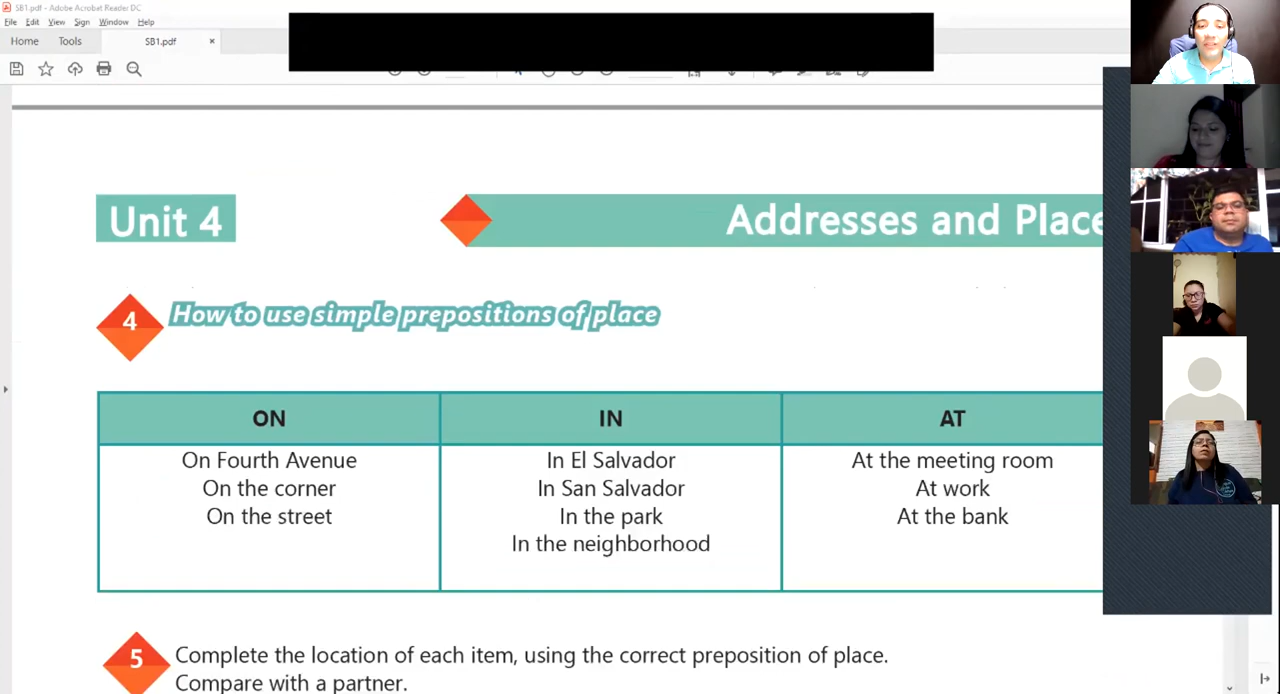 SB1.pdf - Adobe Acrobat Reader DC
File Edit View Sign Window Help
Home Tools SB1.pdf ×
Unit 4
Addresses and Place
4
How to use simple prepositions of place
ON IN AT
On Fourth Avenue In El Salvador At the meeting room
On the corner In San Salvador At work
On the street In the park At the bank
In the neighborhood
5 Complete the location of each item, using the correct preposition of place.
Compare with a partner.